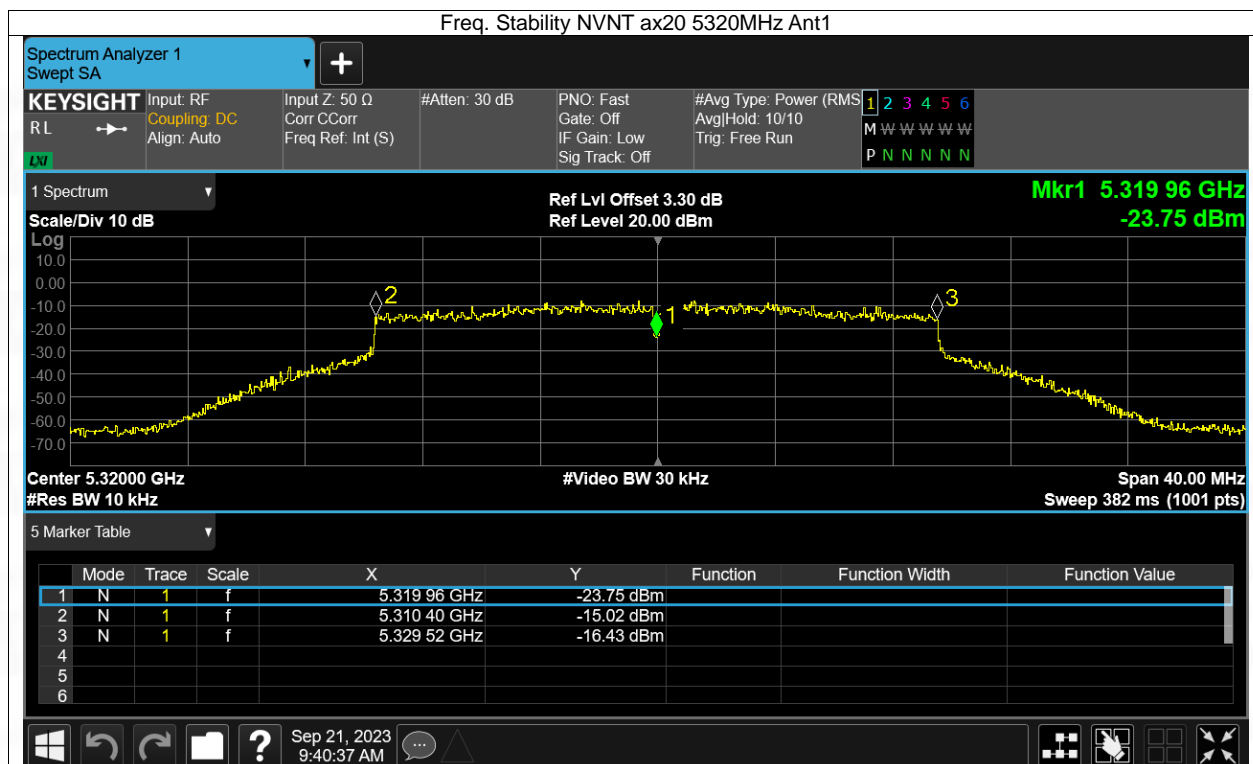 Freq. Stability NVNT ax20 5320MHz Ant1
Spectrum Analyzer 1
Swept SA
KEYSIGHT
RL
LXI
Input: RF
Coupling: DC
Align: Auto
Input Z: 50 Ω
Corr CCorr
Freq Ref: Int (S)
#Atten: 30 dB
PNO: Fast
Gate: Off
IF Gain: Low
Sig Track: Off
#Avg Type: Power (RMS
Avg|Hold: 10/10
Trig: Free Run
1 2 3 4 5 6
M W W W W W W
P N N N N N N
1 Spectrum
Scale/Div 10 dB
Ref Lvl Offset 3.30 dB
Ref Level 20.00 dBm
Mkr1 5.319 96 GHz
-23.75 dBm
Log
10.0
0.00
-10.0
-20.0
-30.0
-40.0
-50.0
-60.0
-70.0
2
1
3
Center 5.32000 GHz
#Res BW 10 kHz
#Video BW 30 kHz
Span 40.00 MHz
Sweep 382 ms (1001 pts)
5 Marker Table
Mode Trace Scale X Y Function Function Width Function Value
1 N 1 f 5.319 96 GHz -23.75 dBm
2 N 1 f 5.310 40 GHz -15.02 dBm
3 N 1 f 5.329 52 GHz -16.43 dBm
4
5
6
?
Sep 21, 2023
9:40:37 AM